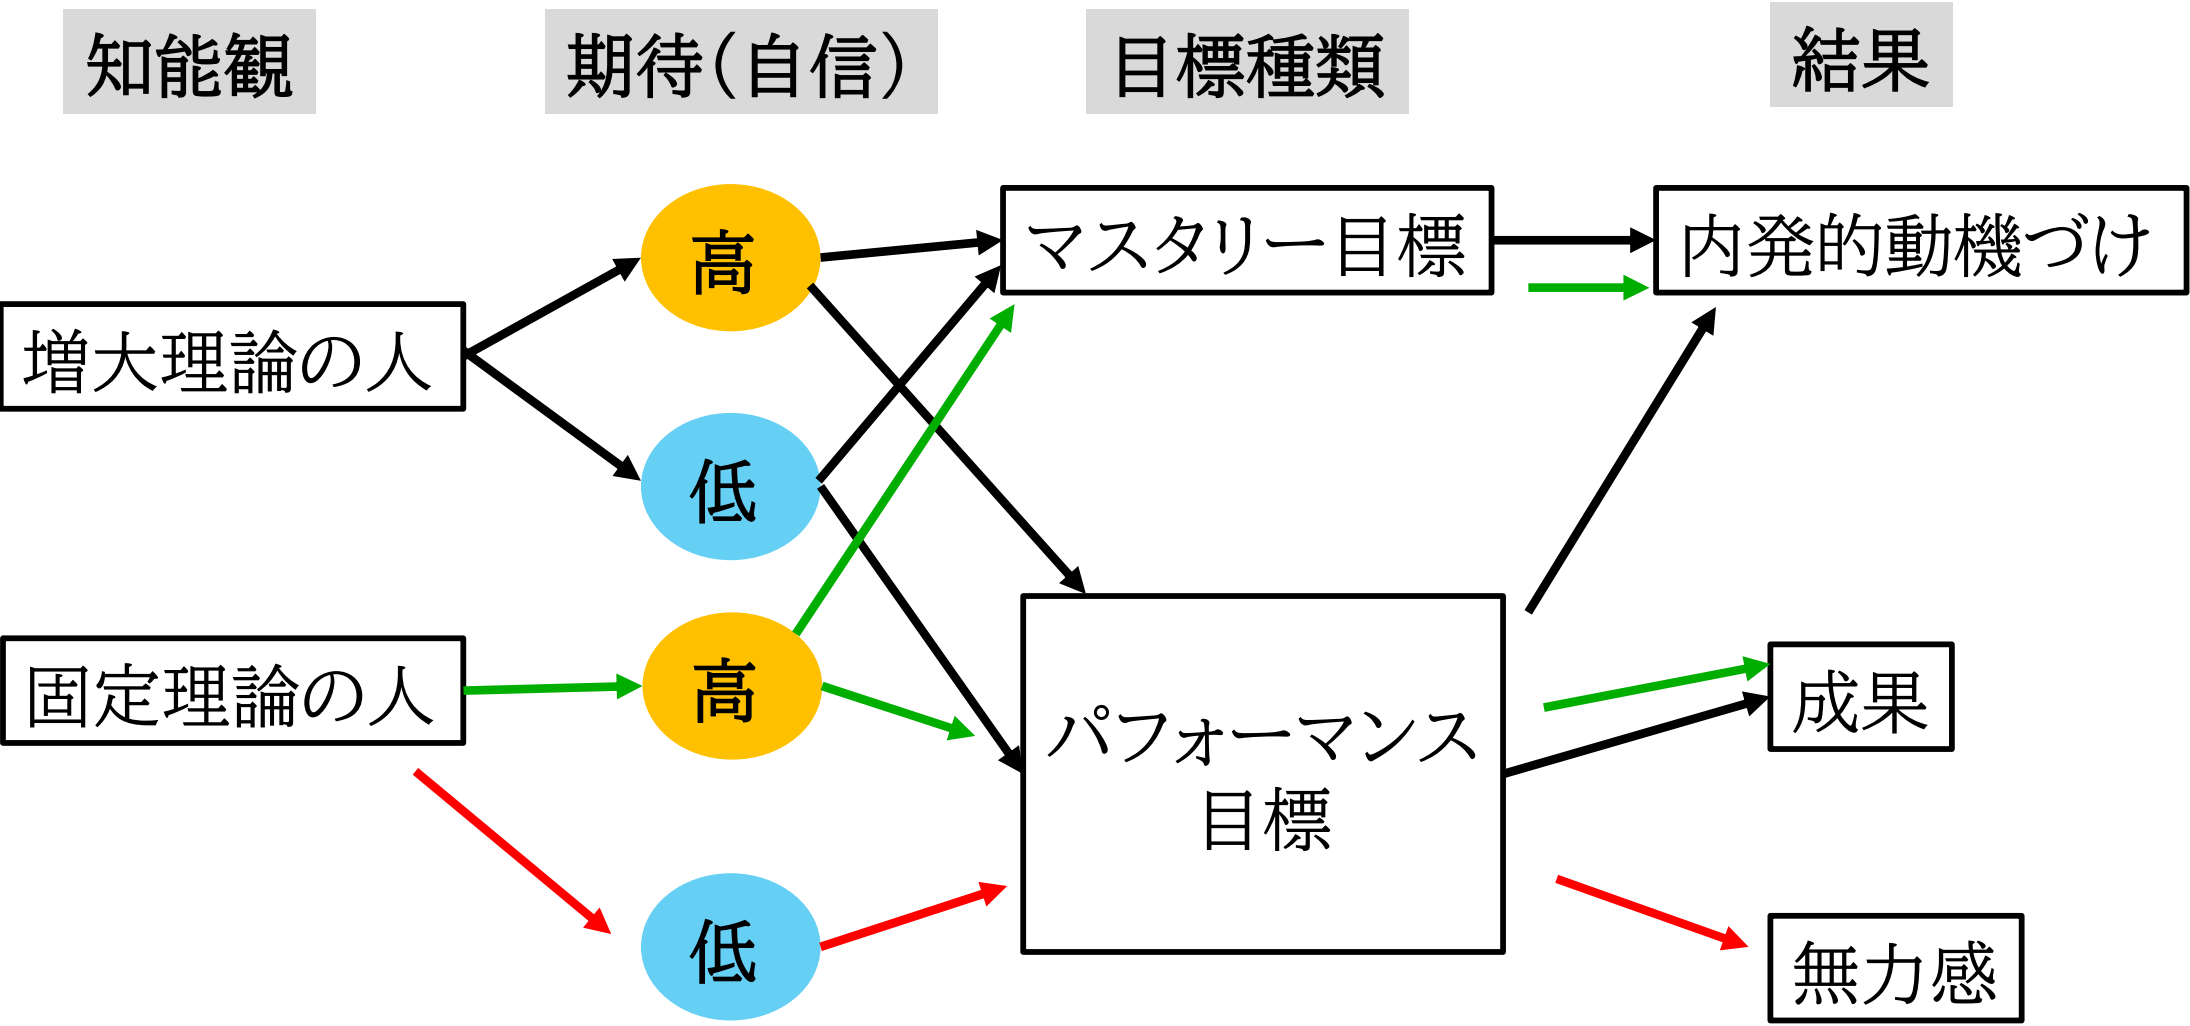 知能観
期待(自信)
目標種類
結果
高
マスタリー目標
内発的動機づけ
増大理論の人
低
固定理論の人
高
パフォーマンス
目標
成果
低
無力感